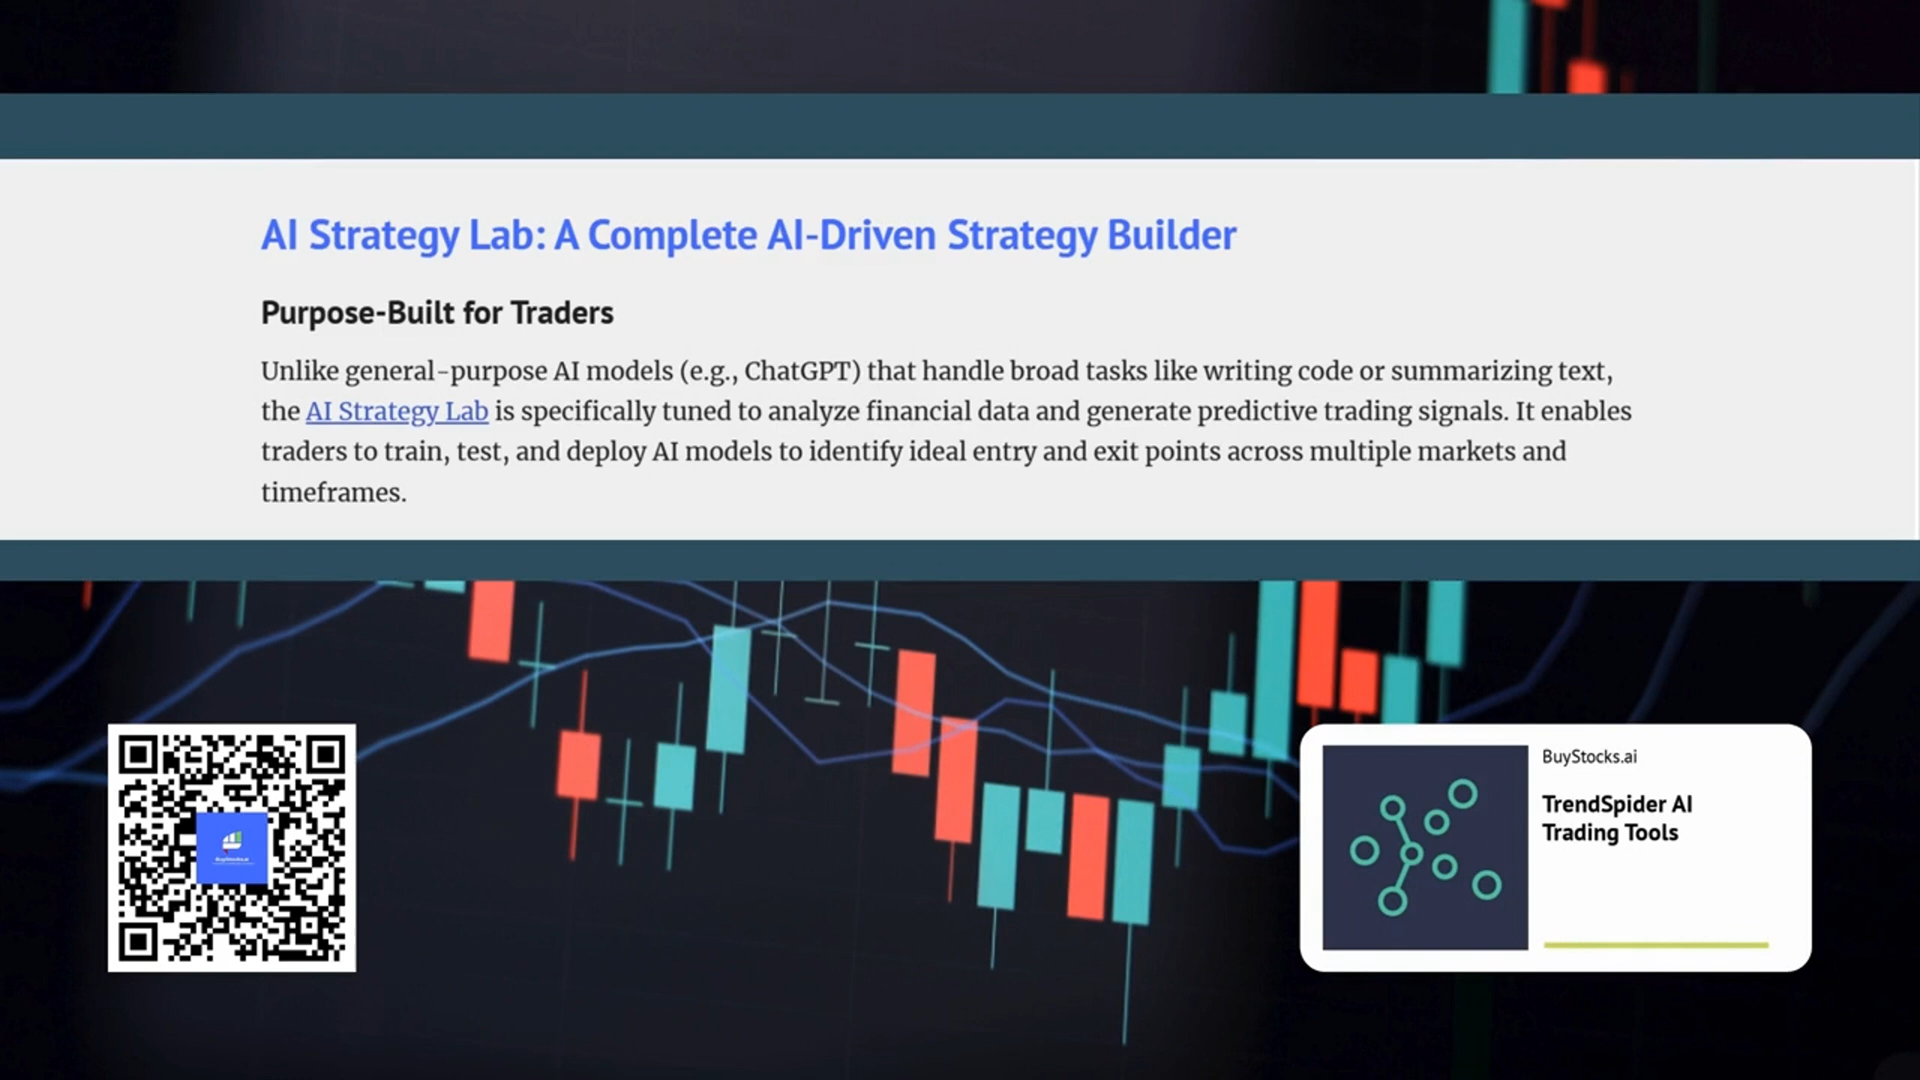 AI Strategy Lab: A Complete AI-Driven Strategy Builder
Purpose-Built for Traders
Unlike general-purpose AI models (e.g., ChatGPT) that handle broad tasks like writing code or summarizing text,
the AI Strategy Lab is specifically tuned to analyze financial data and generate predictive trading signals. It enables
traders to train, test, and deploy AI models to identify ideal entry and exit points across multiple markets and
timeframes.
BuyStocks.ai
BuyStocks.ai
TrendSpider AI
Trading Tools